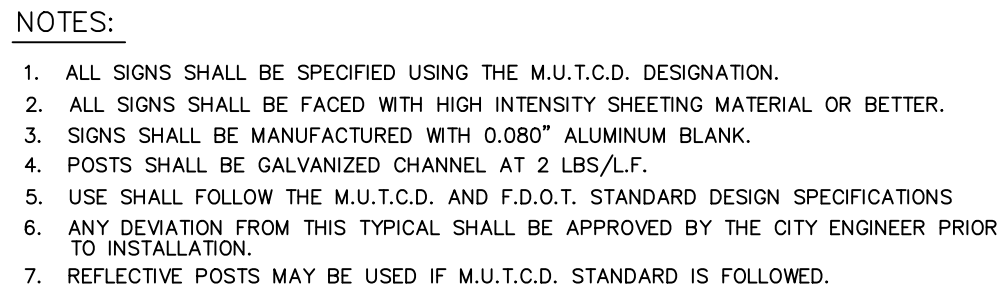 NOTES:
1. ALL SIGNS SHALL BE SPECIFIED USING THE M.U.T.C.D. DESIGNATION.
2. ALL SIGNS SHALL BE FACED WITH HIGH INTENSITY SHEETING MATERIAL OR BETTER.
3. SIGNS SHALL BE MANUFACTURED WITH 0.080" ALUMINUM BLANK.
4. POSTS SHALL BE GALVANIZED CHANNEL AT 2 LBS/L.F.
5. USE SHALL FOLLOW THE M.U.T.C.D. AND F.D.O.T. STANDARD DESIGN SPECIFICATIONS
6. ANY DEVIATION FROM THIS TYPICAL SHALL BE APPROVED BY THE CITY ENGINEER PRIOR
TO INSTALLATION.
7. REFLECTIVE POSTS MAY BE USED IF M.U.T.C.D. STANDARD IS FOLLOWED.